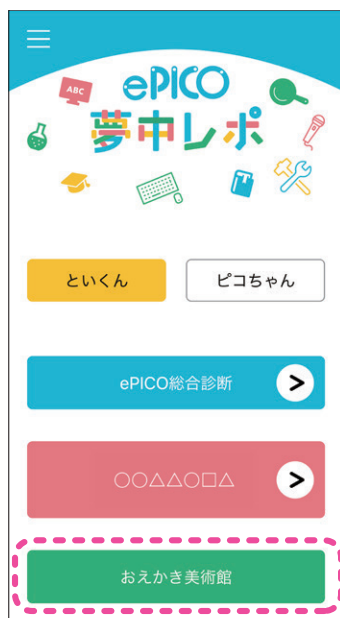 ABC
ePICO
夢中レポ
といくん
ピコちゃん
ePICO総合診断
>
○○△△○□△
>
おえかき美術館